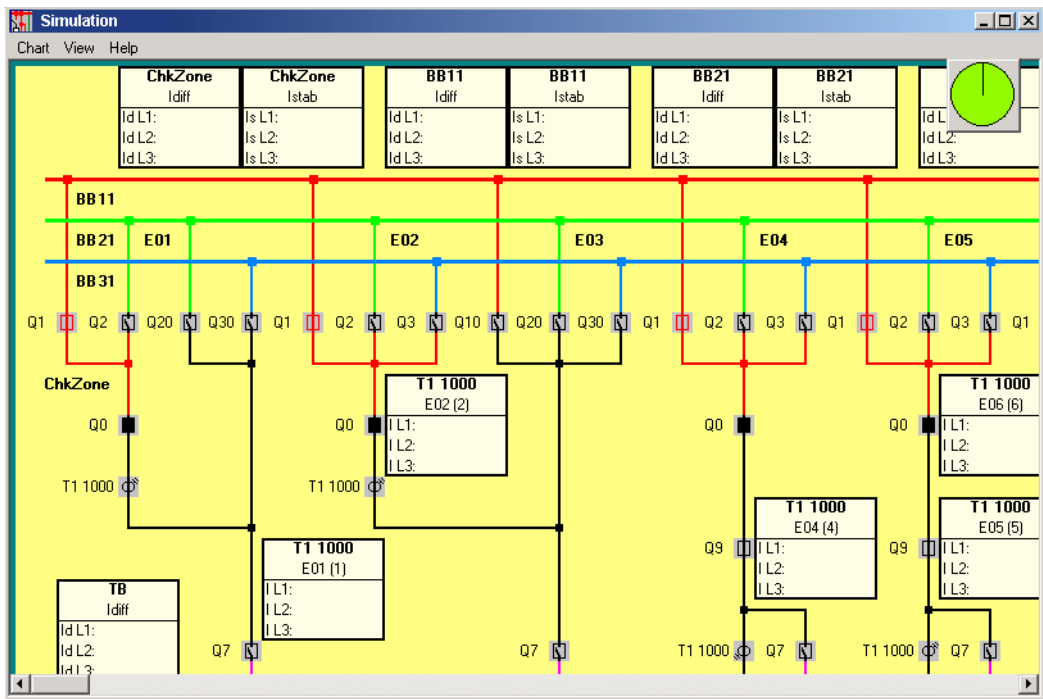 Simulation
Chart View Help
ChkZone ChkZone BB11 BB11 BB21 BB21
Idiff Istab Idiff Istab Idiff Istab
Id L1: Is L1: Id L1: Is L1: Id L1: Is L1: Id L
Id L2: Is L2: Id L2: Is L2: Id L2: Is L2: Id L2:
Id L3: Is L3: Id L3: Is L3: Id L3: Is L3: Id L3:
BB11
BB21 E01 E02 E03 E04 E05
BB31
Q1 Q2 Q20 Q30 Q1 Q2 Q3 Q10 Q20 Q30 Q1 Q2 Q3 Q1 Q2 Q3 Q1
ChkZone T1 1000 T1 1000
E02 (2) E06 (6)
Q0 Q0 I L1: Q0 Q0 I L1:
I L2: I L2:
I L3: I L3:
T1 1000 T1 1000
T1 1000 T1 1000
E04 (4) E05 (5)
T1 1000 Q9 I L1: Q9 I L1:
E01 (1) I L2: I L2:
TB I L1: I L3: I L3:
Idiff I L2:
Id L1: I L3:
Id L2: Q7 Q7 T1 1000 Q7 T1 1000 Q7
Id L3: